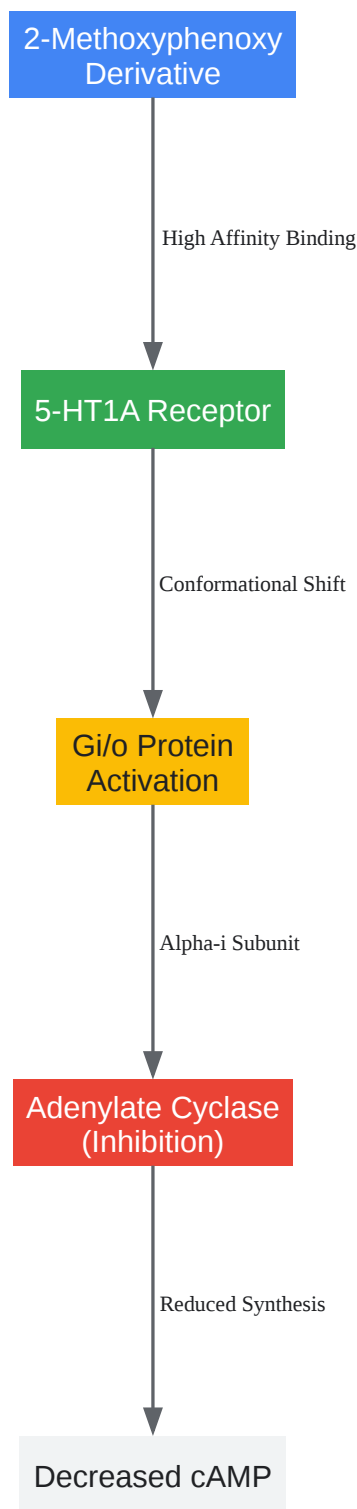 2-Methoxyphenoxy
Derivative
High Affinity Binding
5-HT1A Receptor
Conformational Shift
Gi/o Protein
Activation
Alpha-i Subunit
Adenylate Cyclase
(Inhibition)
Reduced Synthesis
Decreased cAMP